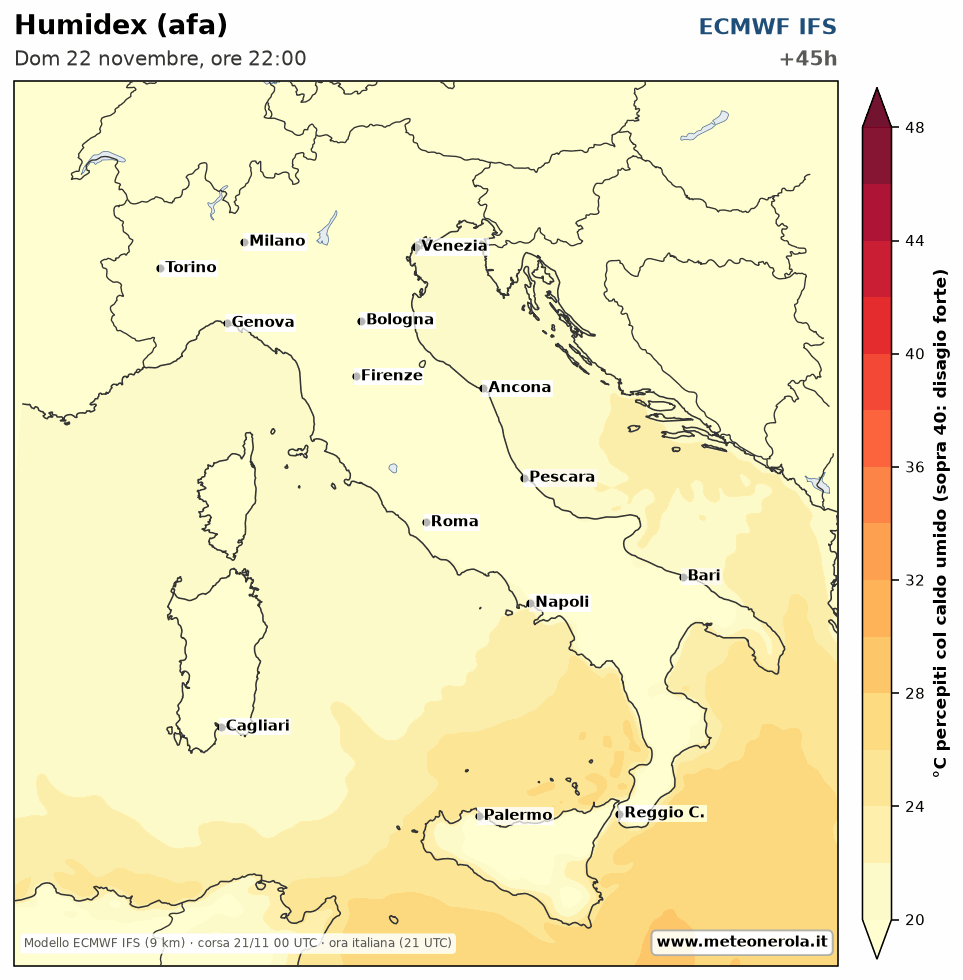 Humidex (afa)
ECMWF IFS
Dom 22 novembre, ore 22:00
+45h
Milano
Venezia
Torino
Genova
Bologna
Firenze
Ancona
Pescara
Roma
Bari
Napoli
Cagliari
Palermo
Reggio C.
48
44
40
36
32
28
24
20
°C percepiti col caldo umido (sopra 40: disagio forte)
Modello ECMWF IFS (9 km) · corsa 21/11 00 UTC · ora italiana (21 UTC)
www.meteonerola.it